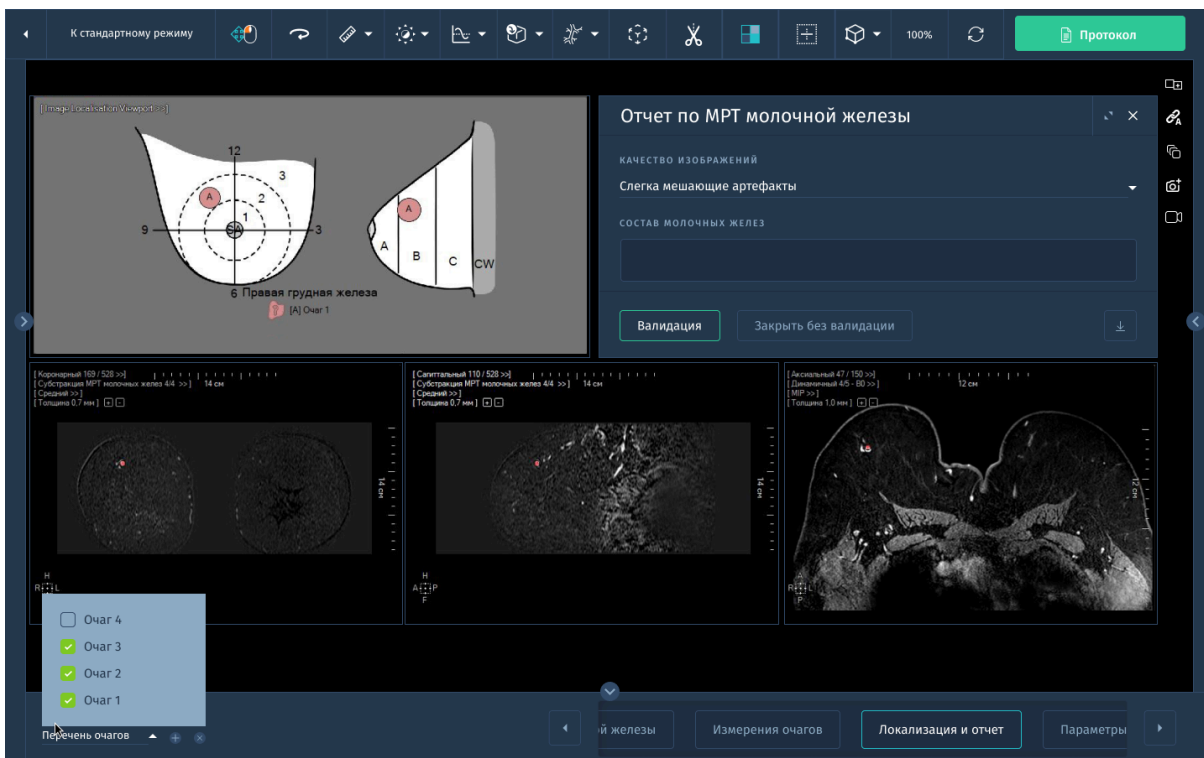 К стандартному режиму
100%
Протокол
[ Image Localisation Viewport >>]
12
3
2
1
SA
9
3
6
A
A
A
B
C
CW
Правая грудная железа
[A] Очаг 1
Отчет по МРТ молочной железы
КАЧЕСТВО ИЗОБРАЖЕНИЙ
Слегка мешающие артефакты
СОСТАВ МОЛОЧНЫХ ЖЕЛЕЗ
Валидация
Закрыть без валидации
[ Коронарный 169 / 528 >>]
[ Субстракция МРТ молочных желез 4/4 >>] 14 см
[ Средний >>]
[ Толщина 0,7 мм ] + -
14 см
H
R L
[ Сагиттальный 110 / 528 >>]
[ Субстракция МРТ молочных желез 4/4 >>] 14 см
[ Средний >>]
[ Толщина 0,7 мм ] + -
14 см
H
A P
F
[ Аксиальный 47 / 150 >>]
[ Динамичный 4/5 - B0 >>] 12 см
[ MIP >>]
[ Толщина 1.0 мм ] + -
12 см
A
R L
P
Очаг 4
Очаг 3
Очаг 2
Очаг 1
Перечень очагов
й железы
Измерения очагов
Локализация и отчет
Параметры